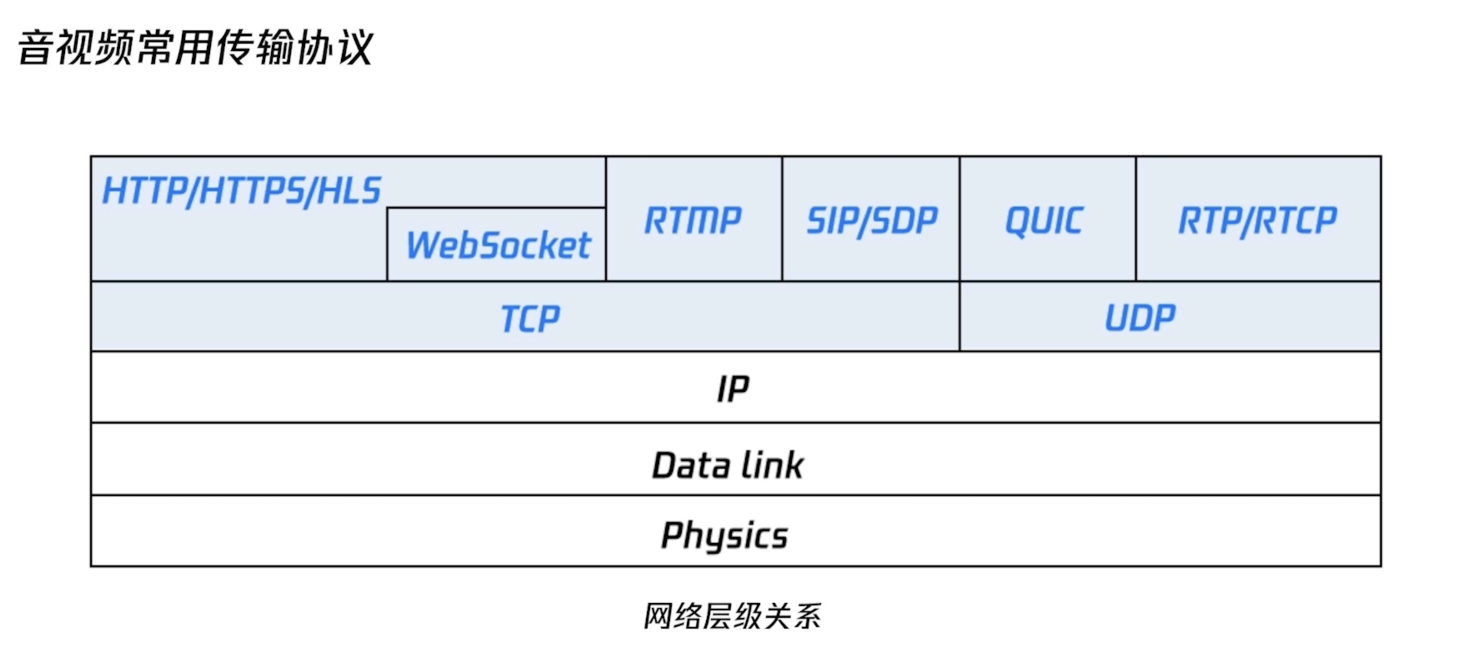 音视频常用传输协议
HTTP/HTTPS/HLS
WebSocket
RTMP
SIP/SDP
QUIC
RTP/RTCP
TCP
UDP
IP
Data link
Physics
网络层级关系